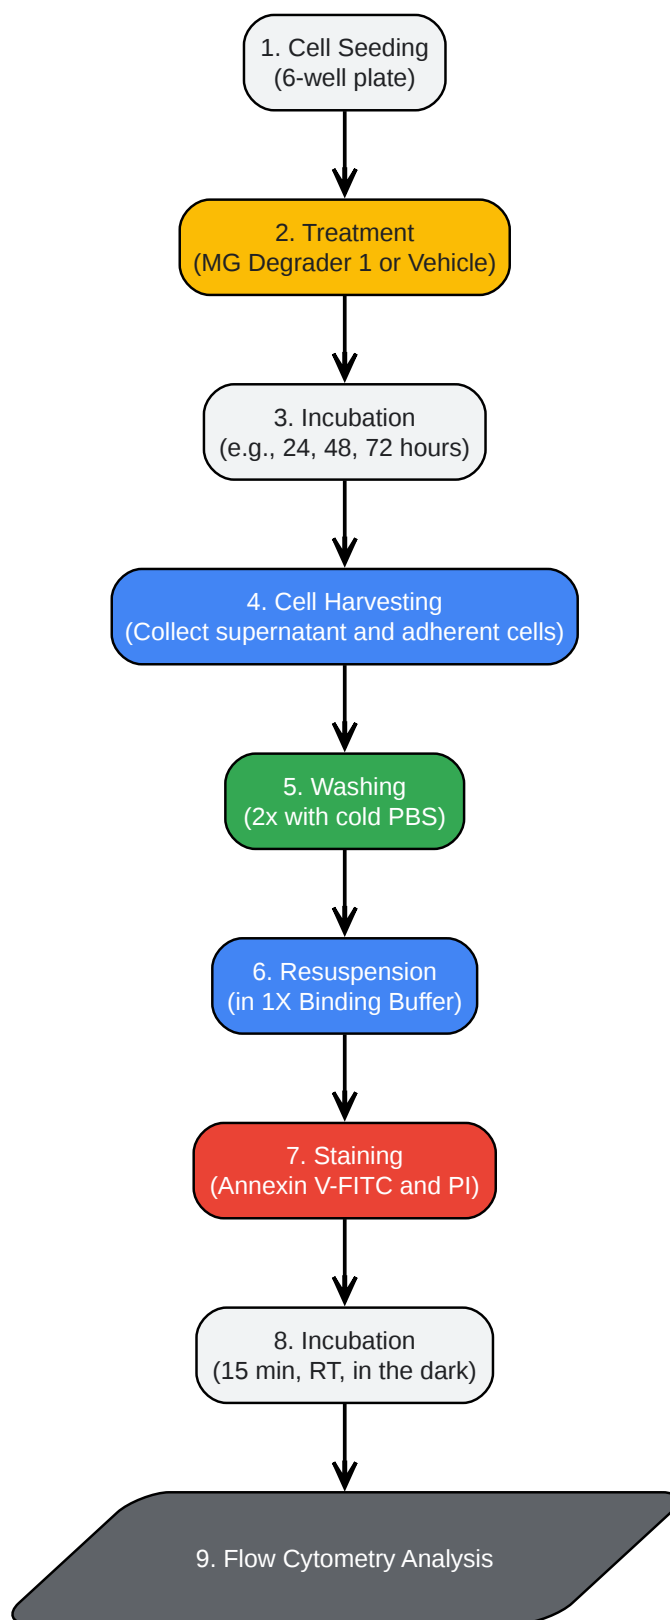 1. Cell Seeding
(6-well plate)
2. Treatment
(MG Degrader 1 or Vehicle)
3. Incubation
(e.g., 24, 48, 72 hours)
4. Cell Harvesting
(Collect supernatant and adherent cells)
5. Washing
(2x with cold PBS)
6. Resuspension
(in 1X Binding Buffer)
7. Staining
(Annexin V-FITC and PI)
8. Incubation
(15 min, RT, in the dark)
9. Flow Cytometry Analysis